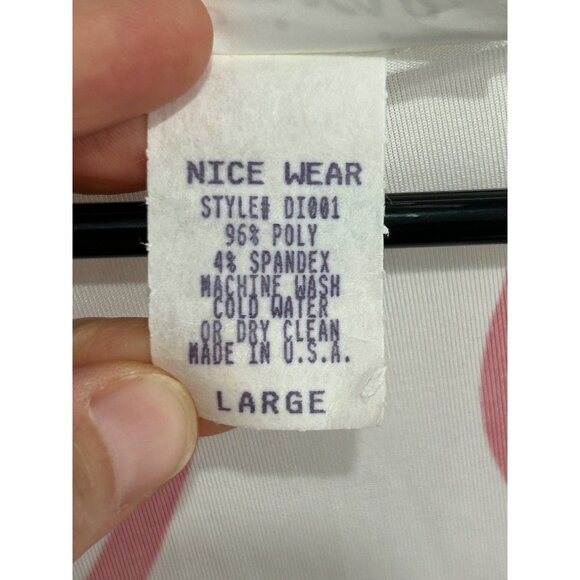 NICE WEAR
STYLE# DI001
96% POLY
4% SPANDEX
MACHINE WASH
COLD WATER
OR DRY CLEAN
MADE IN U.S.A.
LARGE